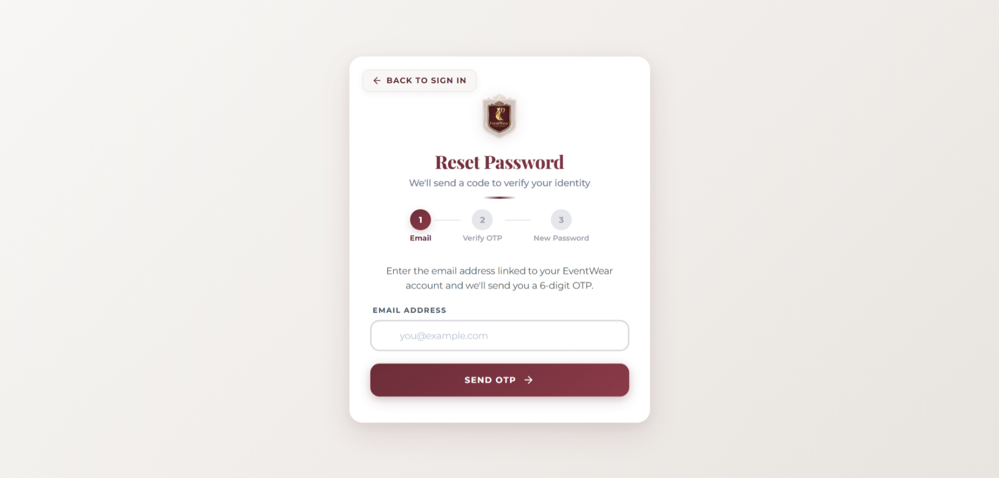 BACK TO SIGN IN
EventWear
Reset Password
We'll send a code to verify your identity
1
2
3
Email
Verify OTP
New Password
Enter the email address linked to your EventWear
account and we'll send you a 6-digit OTP.
EMAIL ADDRESS
you@example.com
SEND OTP